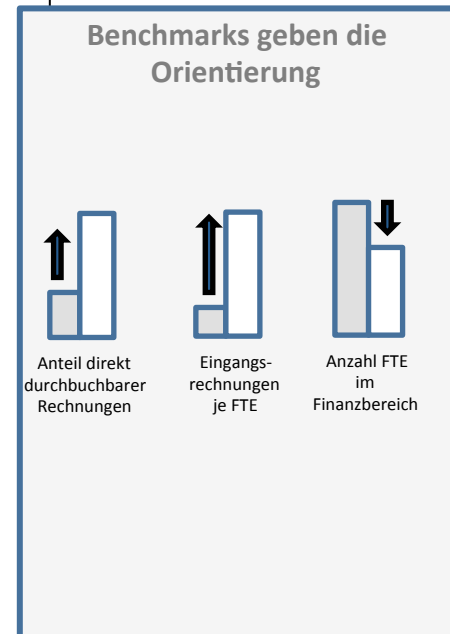 Benchmarks geben die
Orientierung
Anteil direkt
durchbuchbarer
Rechnungen
Eingangs-
rechnungen
je FTE
Anzahl FTE
im
Finanzbereich